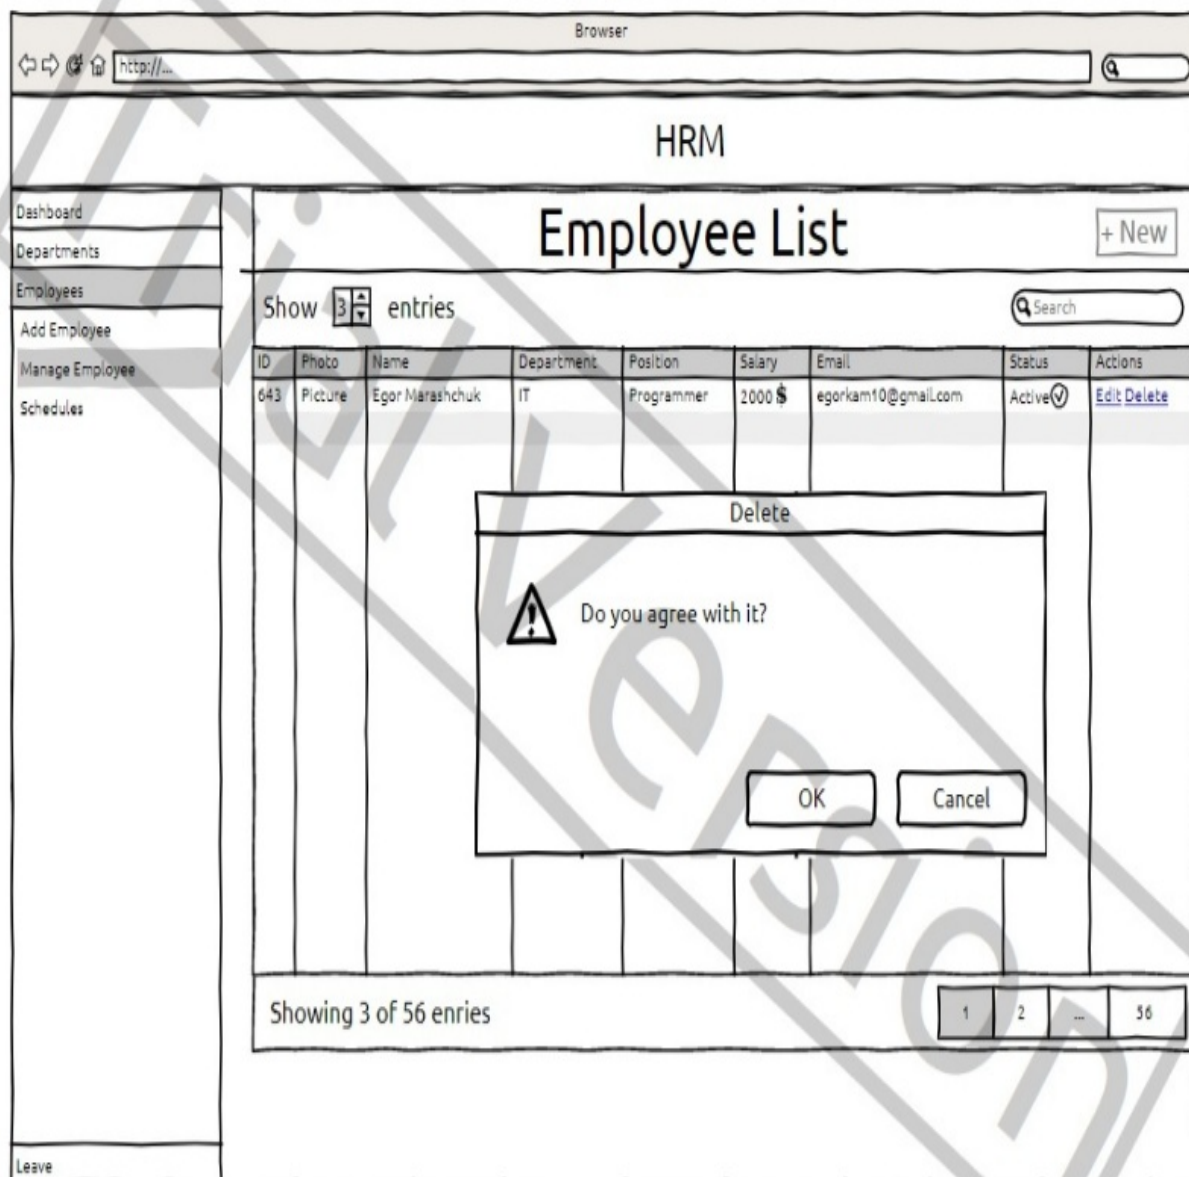 Browser
http://...
HRM
Dashboard
Departments
Employees
Add Employee
Manage Employee
Schedules
Leave
Employee List
+ New
Show 3 entries
Search
ID Photo Name Department Position Salary Email Status Actions
643 Picture Egor Marashchuk IT Programmer 2000 $ egorkam10@gmail.com Active Edit Delete
Delete
Do you agree with it?
OK Cancel
Showing 3 of 56 enries
1 2 ... 56
Trial Version